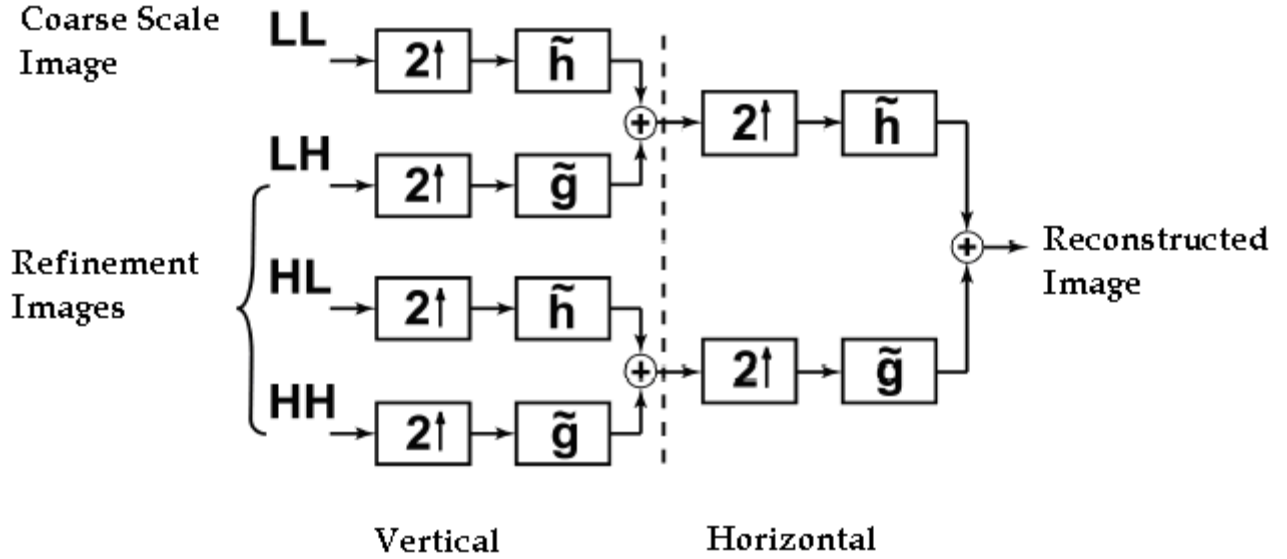 Coarse Scale
Image
LL
2↑
h̃
LH
2↑
g̃
2↑
h̃
+
Refinement
Images
HL
2↑
h̃
+
Reconstructed
Image
HH
2↑
g̃
+
2↑
g̃
Vertical
Horizontal